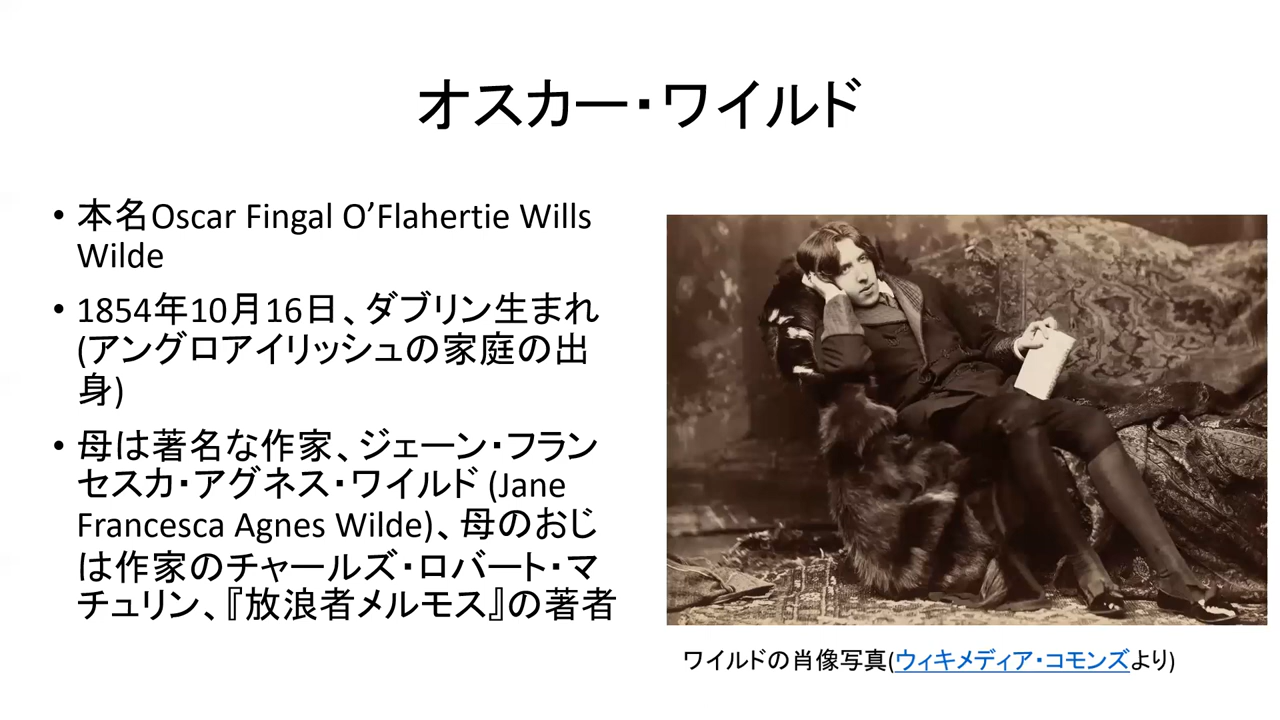 オスカー・ワイルド
• 本名Oscar Fingal O’Flahertie Wills
Wilde
• 1854年10月16日、ダブリン生まれ
(アングロアイリッシュの家庭の出
身)
• 母は著名な作家、ジェーン・フラン
セスカ・アグネス・ワイルド (Jane
Francesca Agnes Wilde)、母のおじ
は作家のチャールズ・ロバート・マ
チュリン、『放浪者メルモス』の著者
ワイルドの肖像写真(ウィキメディア・コモンズより)